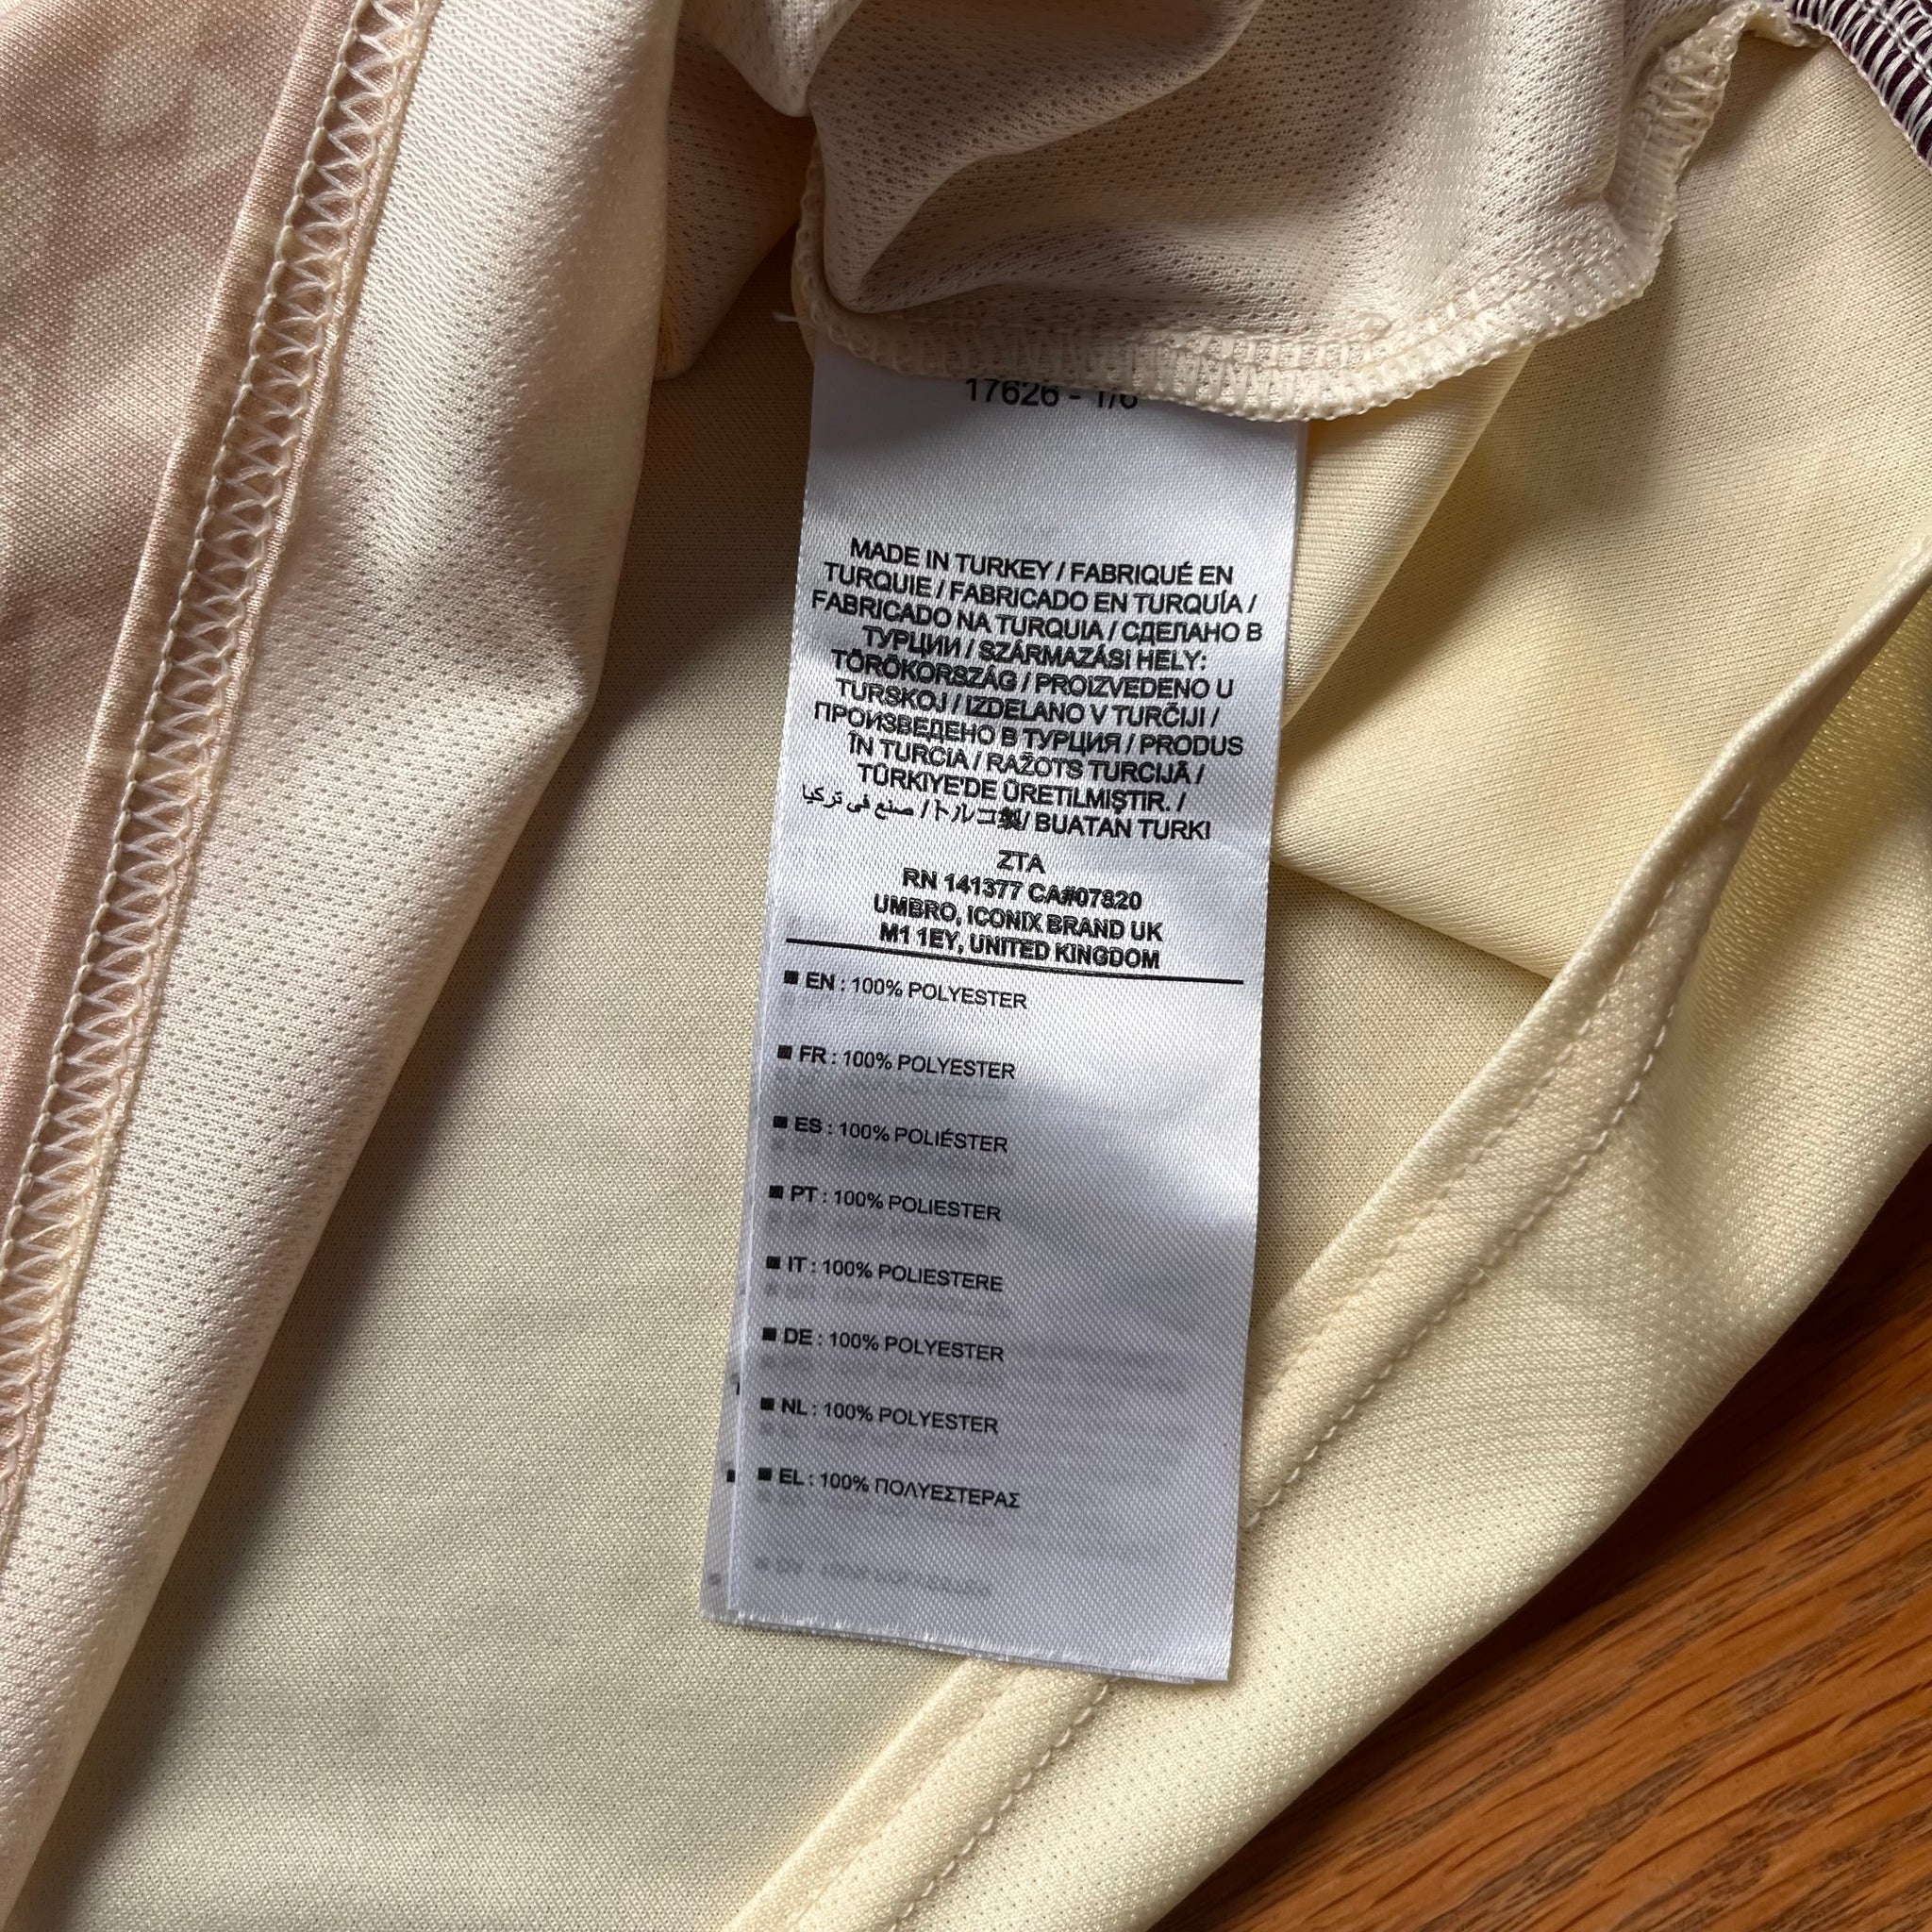 17626 - 1/6
MADE IN TURKEY / FABRIQUÉ EN
TURQUIE / FABRICADO EN TURQUÍA /
FABRICADO NA TURQUIA / СДЕЛАНО В
ТУРЦИИ / SZÁRMAZÁSI HELY:
TÖRÖKORSZÁG / PROIZVEDENO U
TURSKOJ / IZDELANO V TURČIJI /
ПРОИЗВЕДЕНО В ТУРЦИЯ / PRODUS
ÎN TURCIA / RAŽOTS TURCIJĀ /
TÜRKIYE'DE ÜRETILMIŞTIR. /
صنع في تركيا / トルコ製/ BUATAN TURKI
ZTA
RN 141377 CA#07820
UMBRO, ICONIX BRAND UK
M1 1EY, UNITED KINGDOM
■ EN : 100% POLYESTER
■ FR : 100% POLYESTER
■ ES : 100% POLIÉSTER
■ PT : 100% POLIESTER
■ IT : 100% POLIESTERE
■ DE : 100% POLYESTER
■ NL : 100% POLYESTER
■ EL : 100% ΠΟΛΥΕΣΤΕΡΑΣ